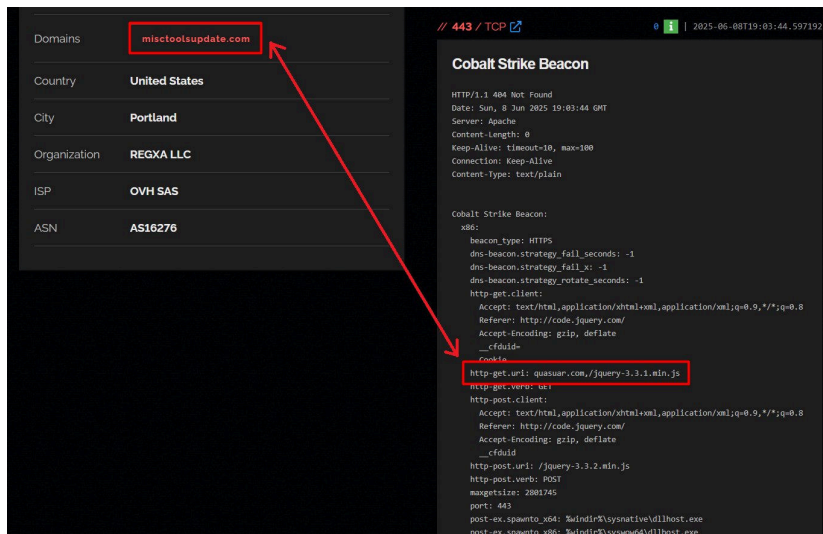 Domains misctoolsupdate.com
Country United States
City Portland
Organization REGXA LLC
ISP OVH SAS
ASN AS16276
// 443 / TCP
0 i | 2025-06-08T19:03:44.597192
Cobalt Strike Beacon
HTTP/1.1 404 Not Found
Date: Sun, 8 Jun 2025 19:03:44 GMT
Server: Apache
Content-Length: 0
Keep-Alive: timeout=10, max=100
Connection: Keep-Alive
Content-Type: text/plain
Cobalt Strike Beacon:
x86:
beacon_type: HTTPS
dns-beacon.strategy_fail_seconds: -1
dns-beacon.strategy_fail_x: -1
dns-beacon.strategy_rotate_seconds: -1
http-get.client:
Accept: text/html,application/xhtml+xml,application/xml;q=0.9,*/*;q=0.8
Referer: http://code.jquery.com/
Accept-Encoding: gzip, deflate
__cfduid=
Cookie
http-get.uri: quasuar.com,/jquery-3.3.1.min.js
http-get.verb: GET
http-post.client:
Accept: text/html,application/xhtml+xml,application/xml;q=0.9,*/*;q=0.8
Referer: http://code.jquery.com/
Accept-Encoding: gzip, deflate
__cfduid
http-post.uri: /jquery-3.3.2.min.js
http-post.verb: POST
maxgetsize: 2801745
port: 443
post-ex.spawnto_x64: %windir%\sysnative\dllhost.exe
post-ex.spawnto_x86: %windir%\syswow64\dllhost.exe